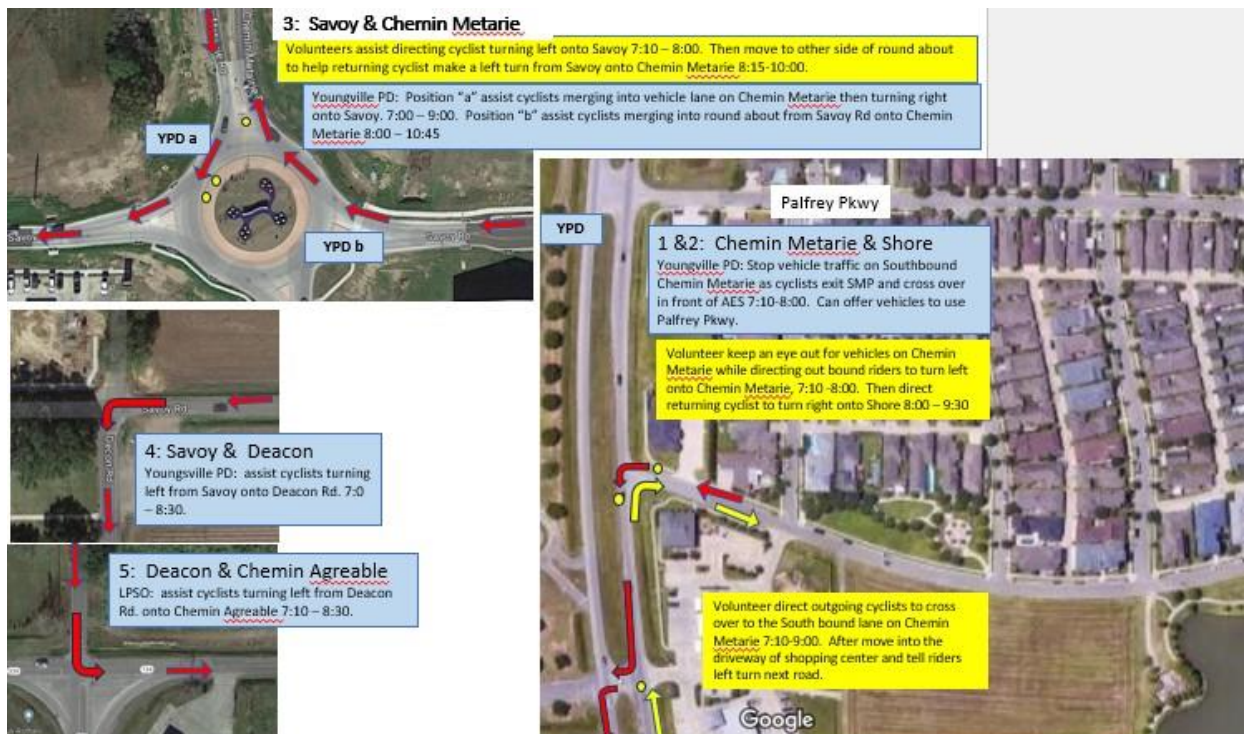 3: Savoy & Chemin Metarie
Volunteers assist directing cyclist turning left onto Savoy 7:10 – 8:00. Then move to other side of round about
to help returning cyclist make a left turn from Savoy onto Chemin Metarie 8:15-10:00.
Youngville PD: Position "a" assist cyclists merging into vehicle lane on Chemin Metarie then turning right
onto Savoy. 7:00 – 9:00. Position "b" assist cyclists merging into round about from Savoy Rd onto Chemin
Metarie 8:00 – 10:45
YPD a
YPD b
Savoy
Savoy Rd
Palfrey Pkwy
YPD
1 &2: Chemin Metarie & Shore
Youngville PD: Stop vehicle traffic on Southbound
Chemin Metarie as cyclists exit SMP and cross over
in front of AES 7:10-8:00. Can offer vehicles to use
Palfrey Pkwy.
Volunteer keep an eye out for vehicles on Chemin
Metarie while directing out bound riders to turn left
onto Chemin Metarie, 7:10 -8:00. Then direct
returning cyclist to turn right onto Shore 8:00 – 9:30
Savoy Rd
Deacon Rd
4: Savoy & Deacon
Youngsville PD: assist cyclists turning
left from Savoy onto Deacon Rd. 7:0
– 8:30.
5: Deacon & Chemin Agreable
LPSO: assist cyclists turning left from Deacon
Rd. onto Chemin Agreable 7:10 – 8:30.
Volunteer direct outgoing cyclists to cross
over to the South bound lane on Chemin
Metarie 7:10-9:00. After move into the
driveway of shopping center and tell riders
left turn next road.
Google